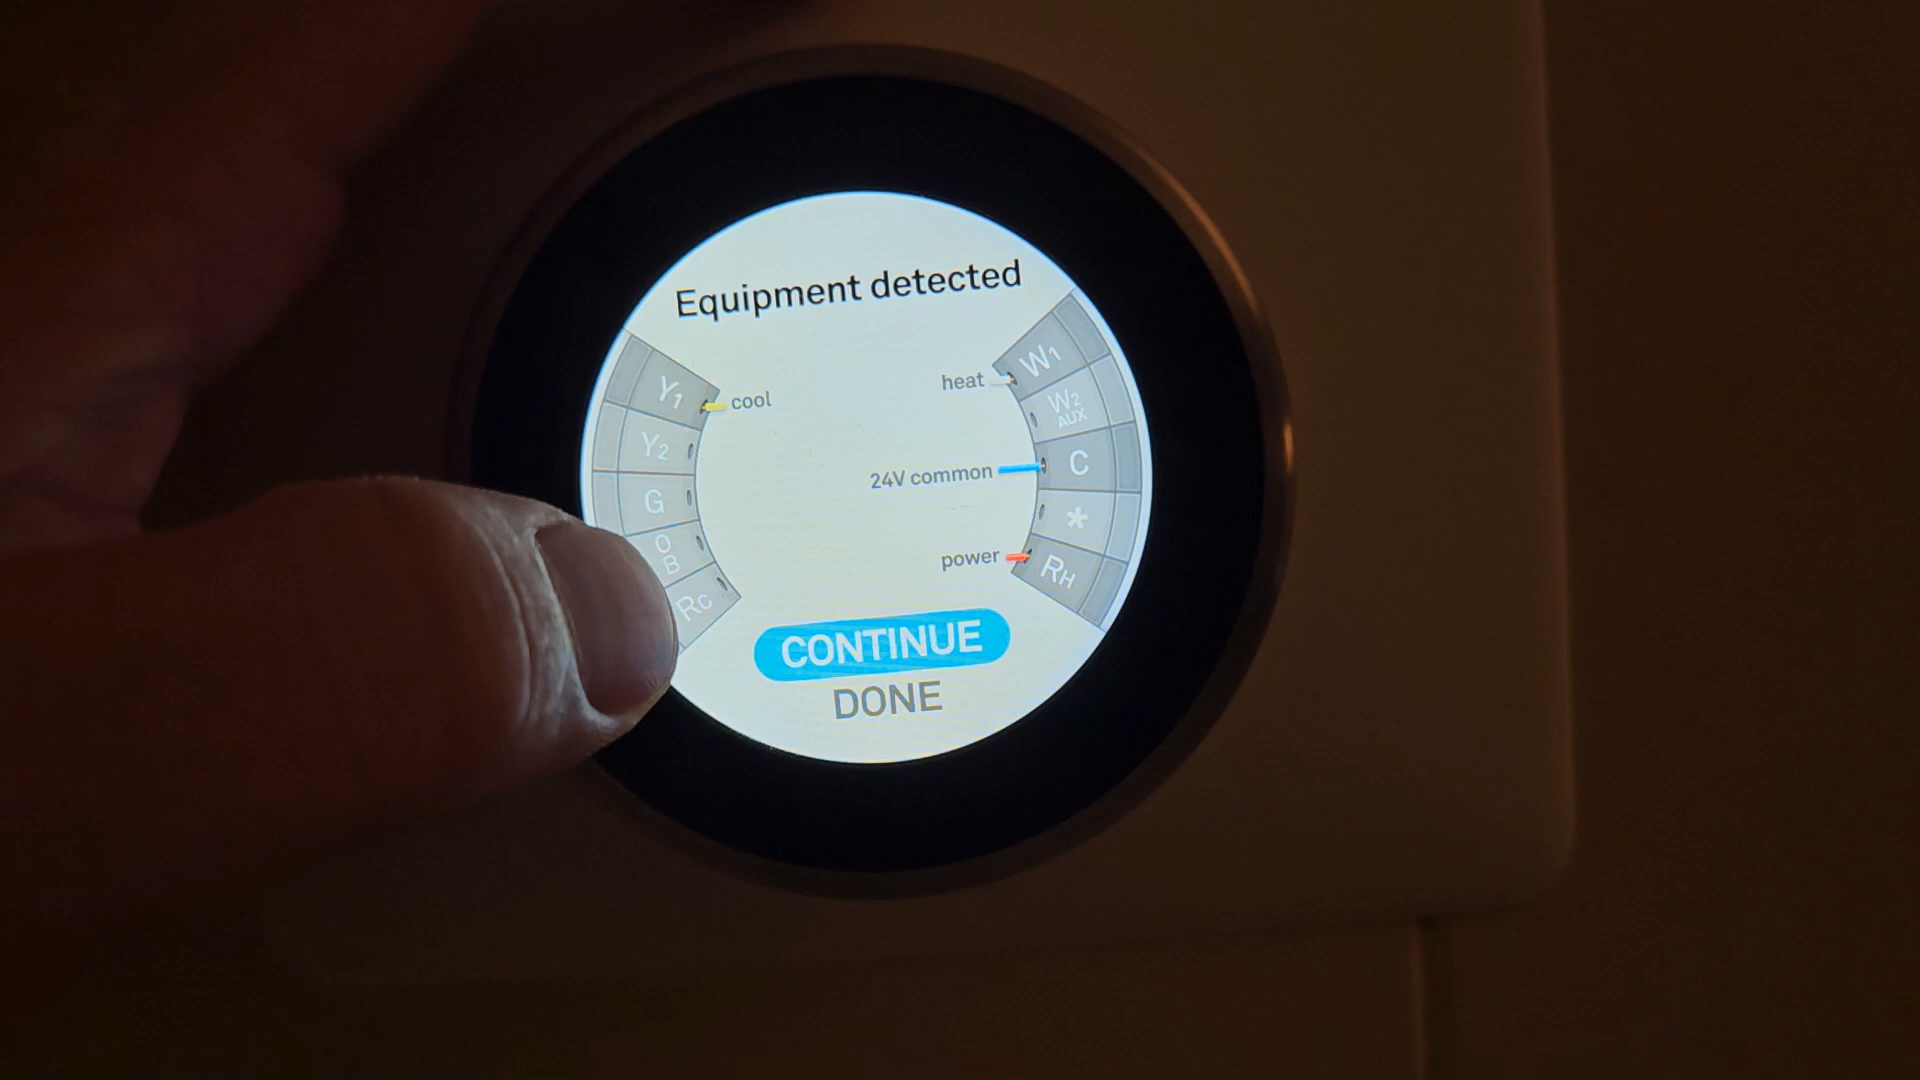 Equipment detected
Y1
cool
Y2
G
O
B
RC
heat
W1
W2
AUX
24V common
C
*
power
RH
CONTINUE
DONE